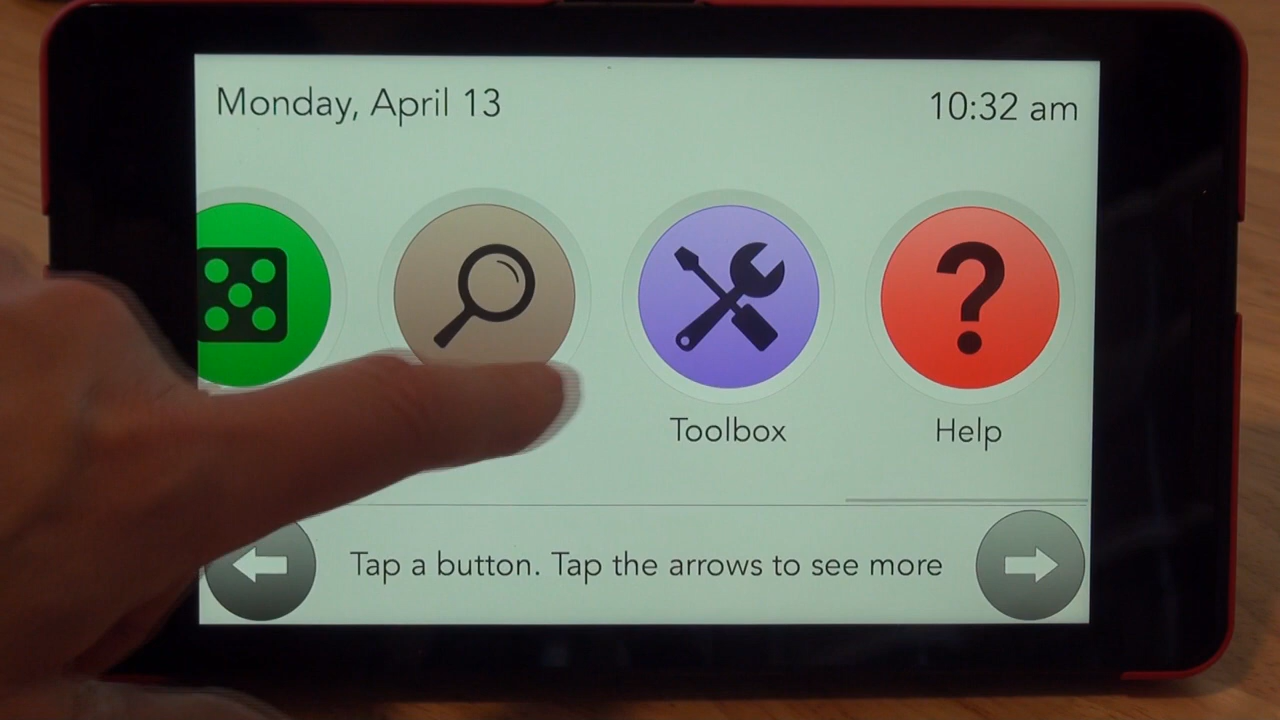 Monday, April 13
10:32 am
Toolbox
Help
Tap a button. Tap the arrows to see more